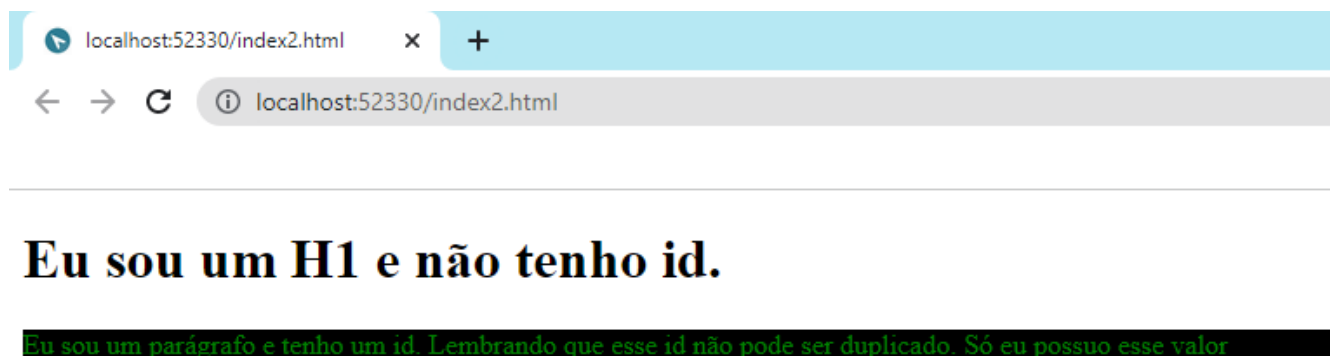 localhost:52330/index2.html
localhost:52330/index2.html
Eu sou um H1 e não tenho id.
Eu sou um parágrafo e tenho um id. Lembrando que esse id não pode ser duplicado. Só eu possuo esse valor